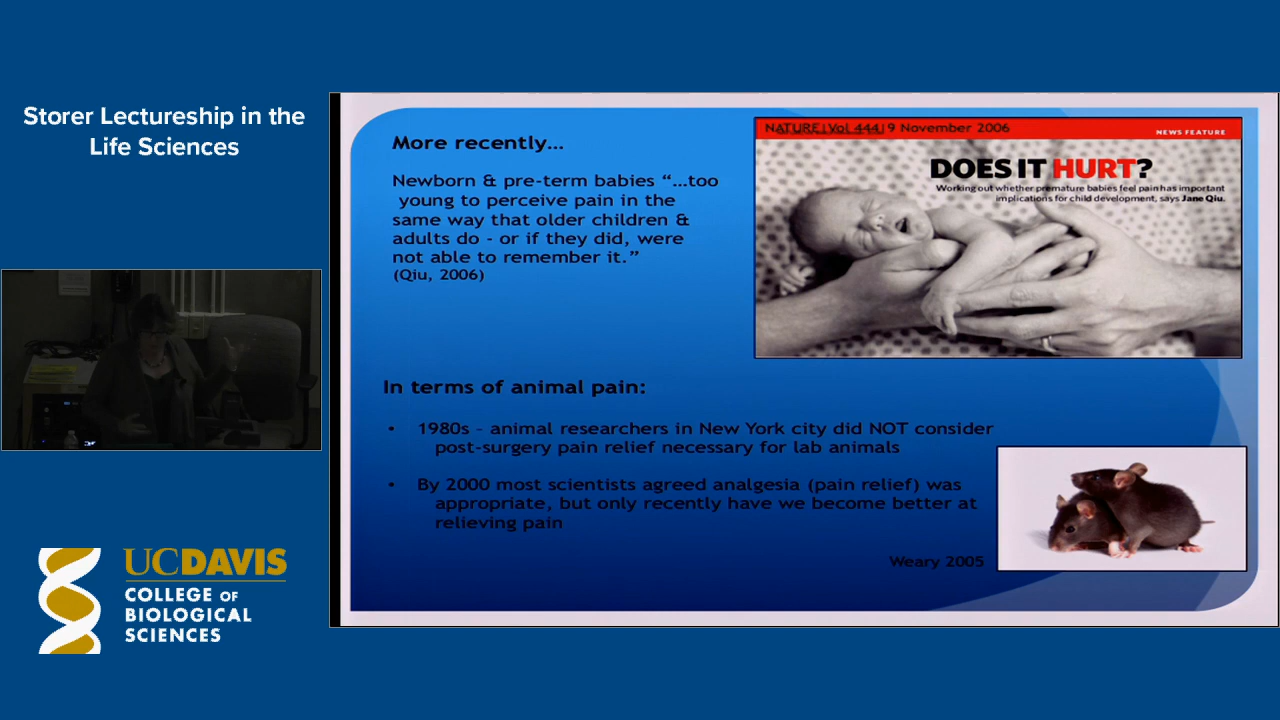 Storer Lectureship in the
Life Sciences
More recently...
Newborn & pre-term babies “...too
young to perceive pain in the
same way that older children &
adults do - or if they did, were
not able to remember it.”
(Qiu, 2006)
NATURE|Vol 444|9 November 2006
NEWS FEATURE
DOES IT HURT?
Working out whether premature babies feel pain has important
implications for child development, says Jane Qiu.
In terms of animal pain:
• 1980s – animal researchers in New York city did NOT consider
post-surgery pain relief necessary for lab animals
• By 2000 most scientists agreed analgesia (pain relief) was
appropriate, but only recently have we become better at
relieving pain
Weary 2005
UCDAVIS
COLLEGE OF
BIOLOGICAL
SCIENCES